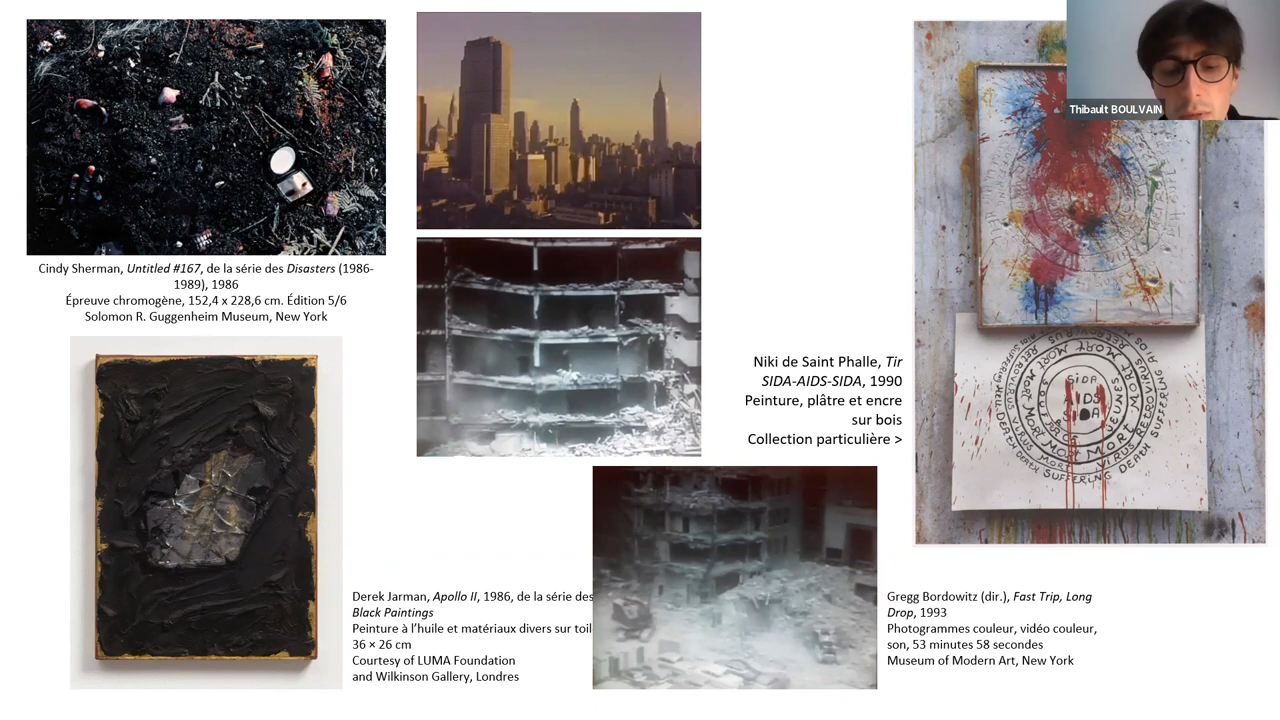 Cindy Sherman, Untitled #167, de la série des Disasters (1986-
1989), 1986
Épreuve chromogène, 152,4 x 228,6 cm. Édition 5/6
Solomon R. Guggenheim Museum, New York
Thibault BOULVAIN
Niki de Saint Phalle, Tir
SIDA-AIDS-SIDA, 1990
Peinture, plâtre et encre
sur bois
Collection particulière >
SiDA
AIDS
SIDA
Derek Jarman, Apollo II, 1986, de la série des
Black Paintings
Peinture à l’huile et matériaux divers sur toil
36 × 26 cm
Courtesy of LUMA Foundation
and Wilkinson Gallery, Londres
Gregg Bordowitz (dir.), Fast Trip, Long
Drop, 1993
Photogrammes couleur, vidéo couleur,
son, 53 minutes 58 secondes
Museum of Modern Art, New York